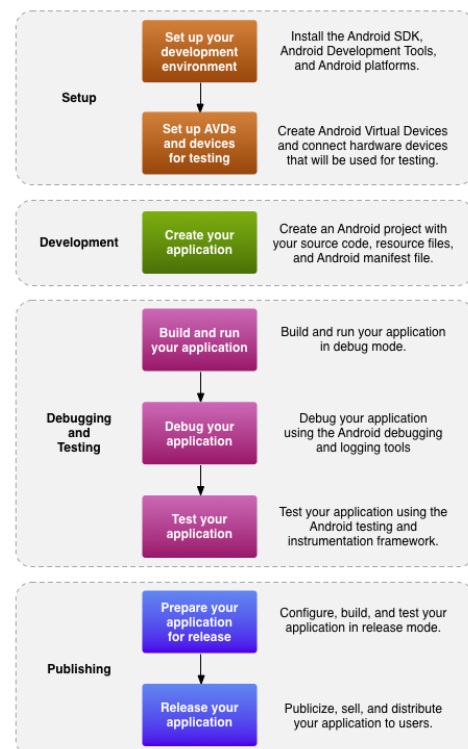 Set up your
development
environment
Install the Android SDK,
Android Development Tools,
and Android platforms.
Setup
Set up AVDs
and devices
for testing
Create Android Virtual Devices
and connect hardware devices
that will be used for testing.
Development
Create your
application
Create an Android project with
your source code, resource files,
and Android manifest file.
Build and run
your application
Build and run your application
in debug mode.
Debugging
and
Testing
Debug your
application
Debug your application
using the Android debugging
and logging tools
Test your
application
Test your application using the
Android testing and
instrumentation framework.
Prepare your
application
for release
Configure, build, and test your
application in release mode.
Publishing
Release your
application
Publicize, sell, and distribute
your application to users.